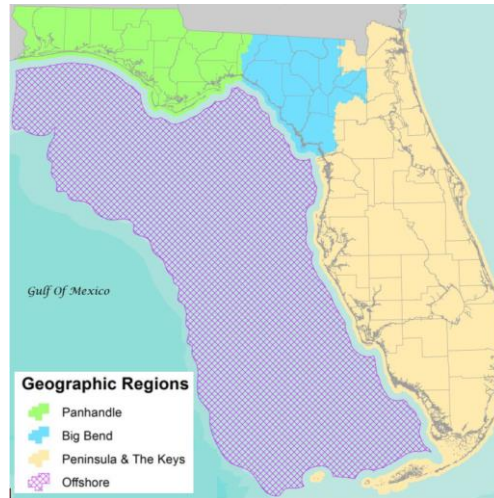 Gulf Of Mexico
Geographic Regions
Panhandle
Big Bend
Peninsula & The Keys
Offshore